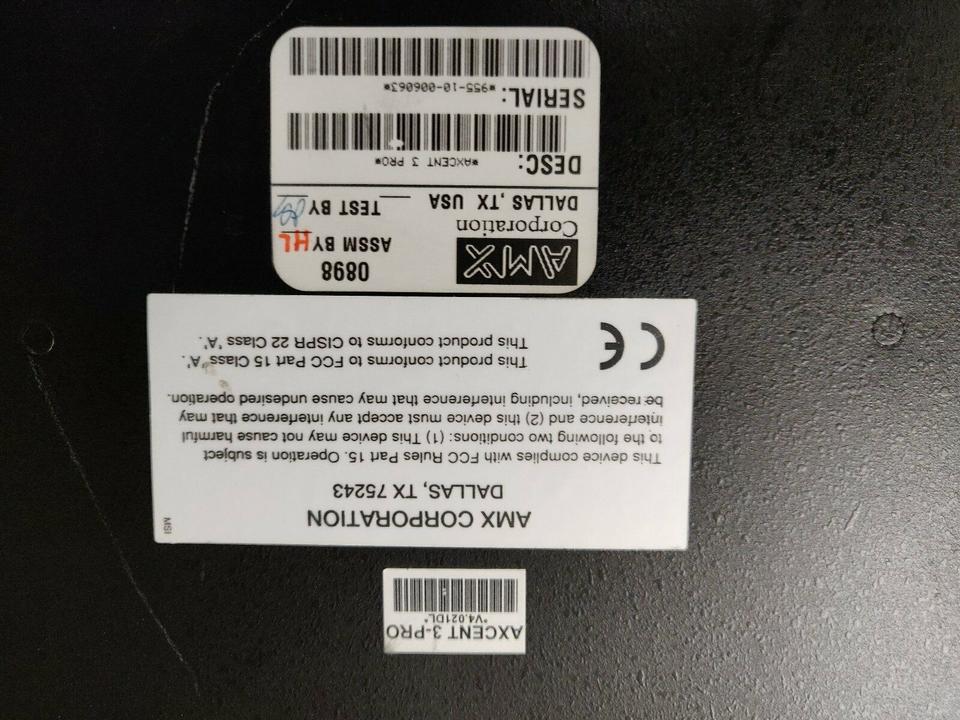 AXCENT 3-PRO
*V4.021DL*
MSI
AMX CORPORATION
DALLAS, TX 75243
This device complies with FCC Rules Part 15. Operation is subject
to the following two conditions: (1) This device may not cause harmful
interference and (2) this device must accept any interference that may
be received, including interference that may cause undesired operation.
This product conforms to FCC Part 15 Class 'A'.
This product conforms to CISPR 22 Class 'A'.
CE
AMX
Corporation
DALLAS, TX USA
0898
ASSM BY HL
TEST BY
DESC:
*AXCENT 3 PRO*
SERIAL:
*955-10-006063*